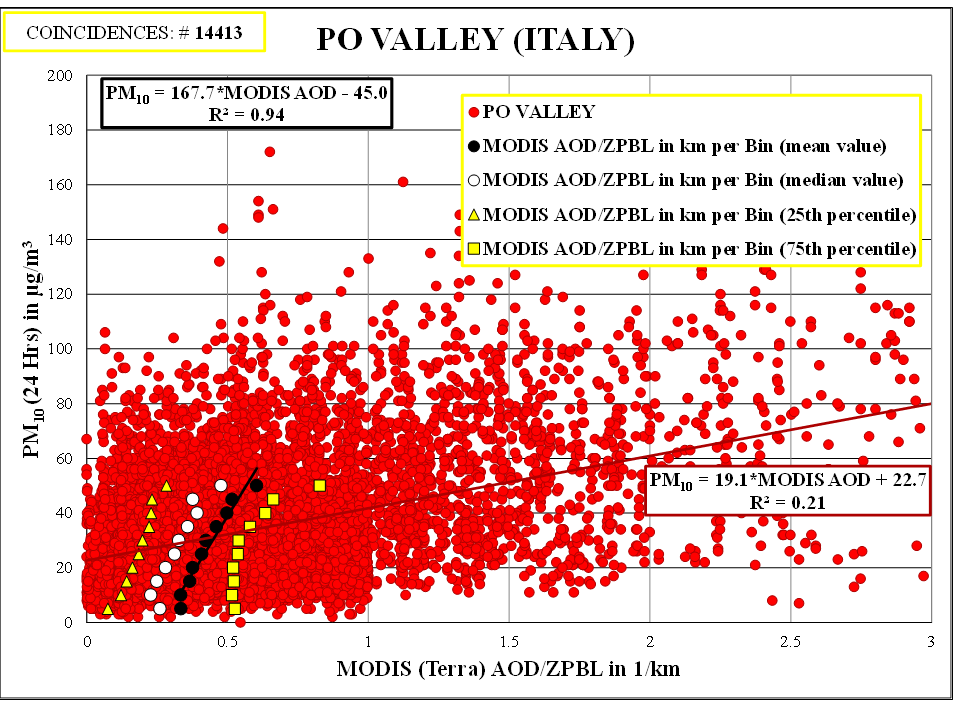 COINCIDENCES: # 14413
PO VALLEY (ITALY)
PM10 = 167.7*MODIS AOD - 45.0
R² = 0.94
PO VALLEY
MODIS AOD/ZPBL in km per Bin (mean value)
MODIS AOD/ZPBL in km per Bin (median value)
MODIS AOD/ZPBL in km per Bin (25th percentile)
MODIS AOD/ZPBL in km per Bin (75th percentile)
PM10 (24 Hrs) in µg/m³
200
180
160
140
120
100
80
60
40
20
0
PM10 = 19.1*MODIS AOD + 22.7
R² = 0.21
0 0.5 1 1.5 2 2.5 3
MODIS (Terra) AOD/ZPBL in 1/km